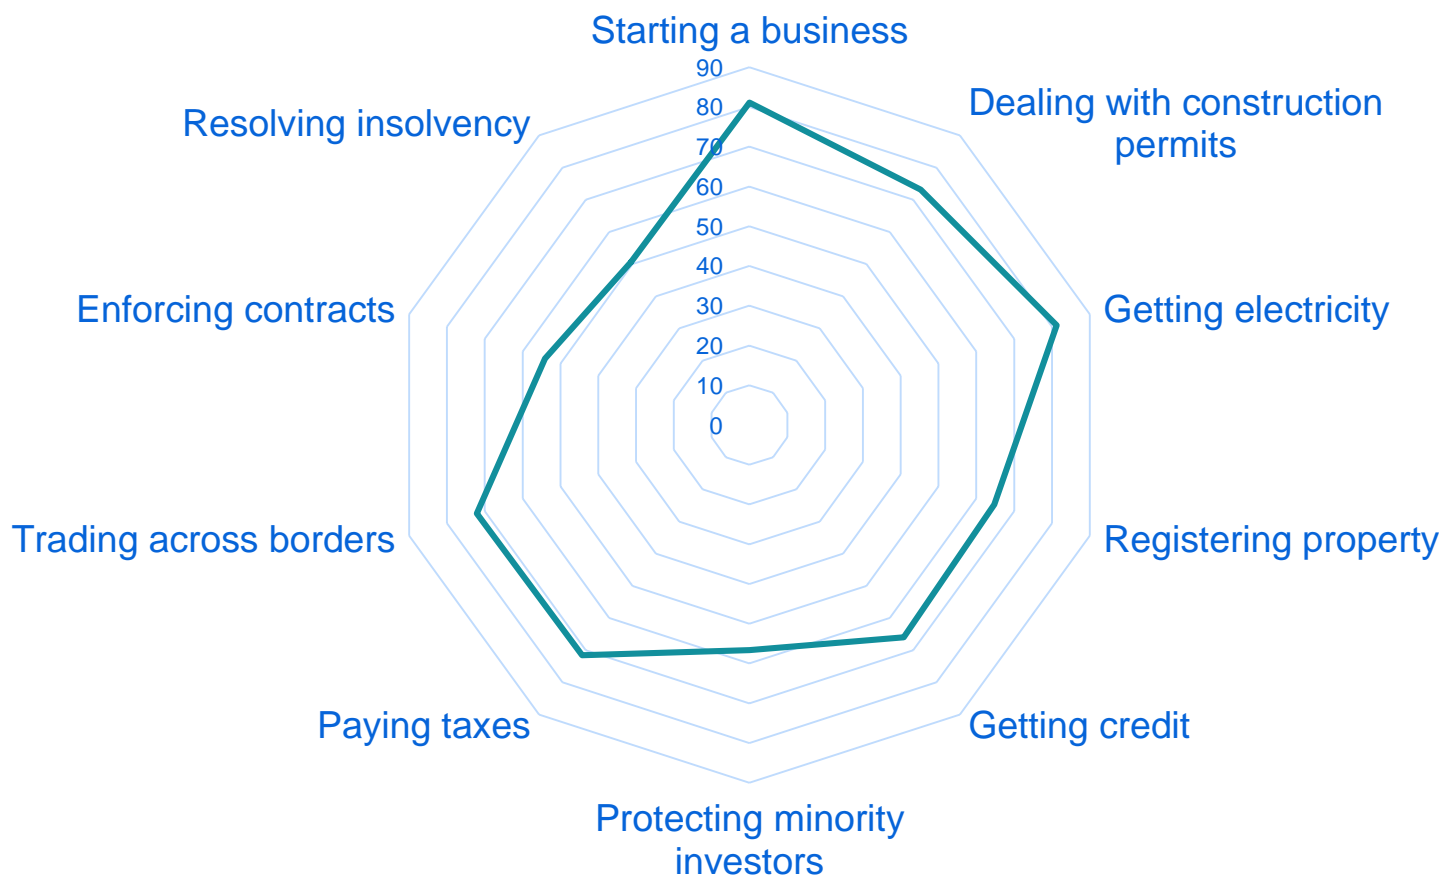 Starting a business
90
80
70
60
50
40
30
20
10
0
Dealing with construction
permits
Getting electricity
Registering property
Getting credit
Protecting minority
investors
Paying taxes
Trading across borders
Enforcing contracts
Resolving insolvency